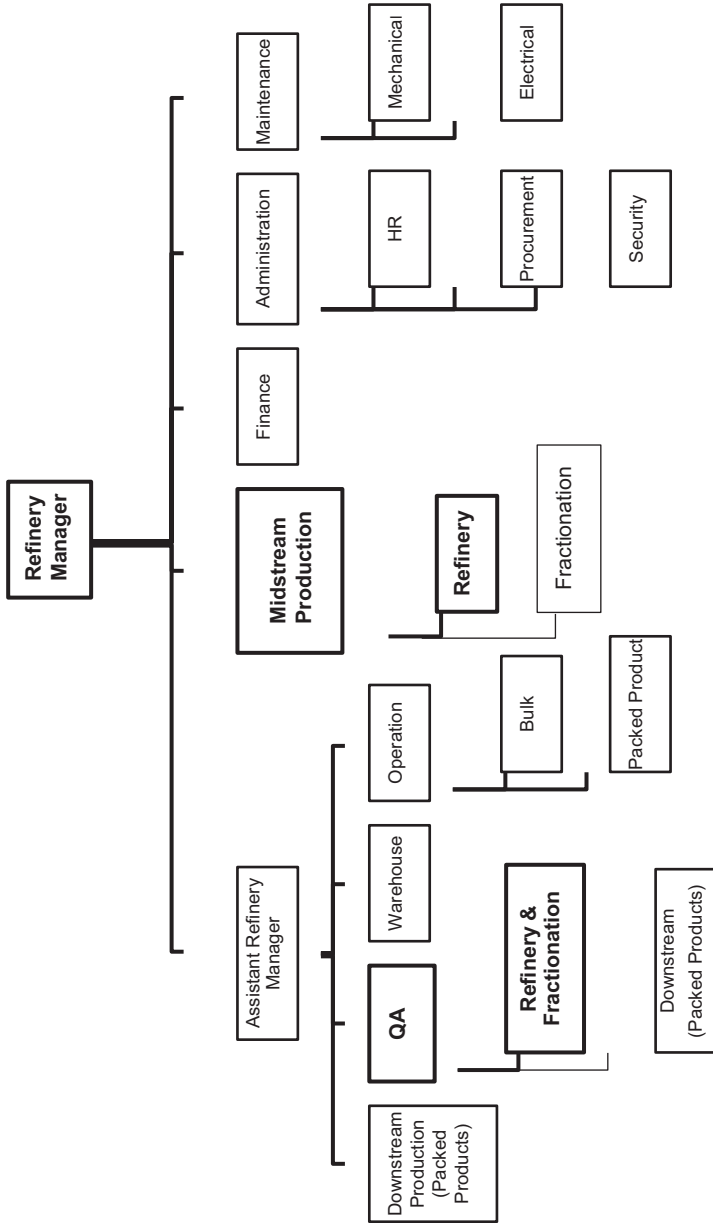 Refinery
Manager
Assistant Refinery
Manager
Midstream
Production
Finance
Administration
Maintenance
Downstream
Production
(Packed
Products)
QA
Warehouse
Operation
Refinery
Fractionation
HR
Procurement
Security
Mechanical
Electrical
Refinery &
Fractionation
Downstream
(Packed Products)
Bulk
Packed Product